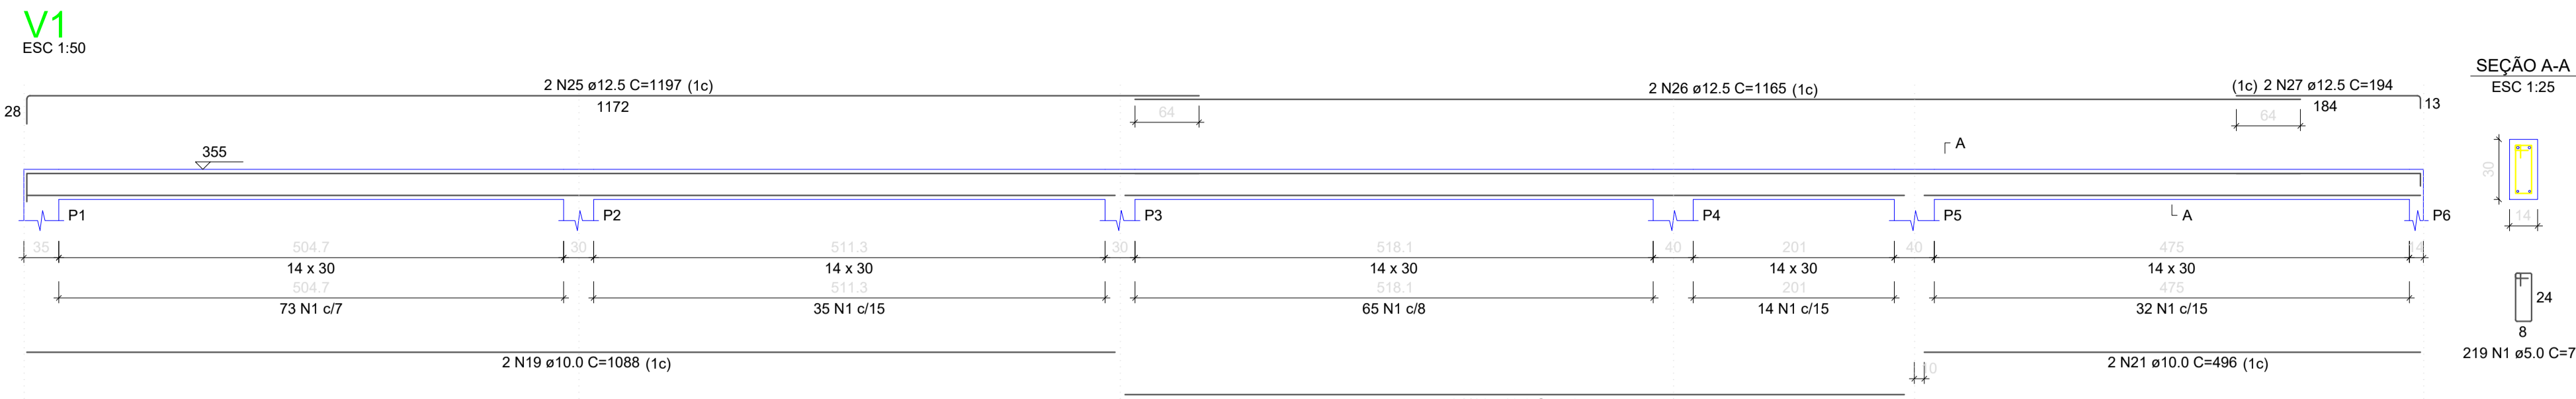 V1
ESC 1:50
2 N25 ø12.5 C=1197 (1c)
1172
28
2 N26 ø12.5 C=1165 (1c)
64
(1c) 2 N27 ø12.5 C=194
184
13
64
SEÇÃO A-A
ESC 1:25
355
A
30
14
P1
P2
P3
P4
P5
A
P6
35
504.7
30
511.3
30
518.1
40
201
40
475
14
14 x 30
14 x 30
14 x 30
14 x 30
14 x 30
504.7
511.3
518.1
201
475
73 N1 c/7
35 N1 c/15
65 N1 c/8
14 N1 c/15
32 N1 c/15
24
8
219 N1 ø5.0 C=7
2 N19 ø10.0 C=1088 (1c)
10
2 N21 ø10.0 C=496 (1c)